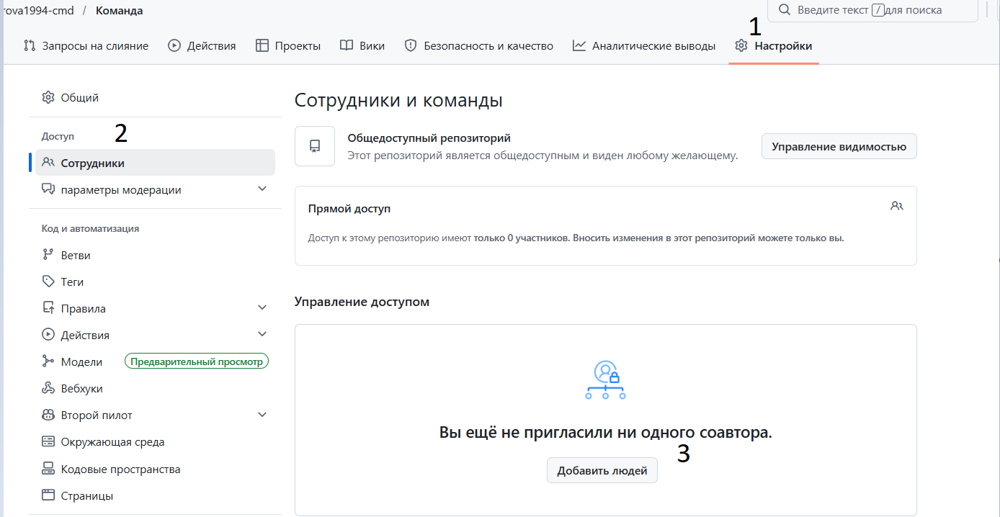 rova1994-cmd / Команда
Введите текст / для поиска
1
Запросы на слияние Действия Проекты Вики Безопасность и качество Аналитические выводы Настройки
Общий
Доступ 2
Сотрудники
параметры модерации
Код и автоматизация
Ветви
Теги
Правила
Действия
Модели Предварительный просмотр
Вебхуки
Второй пилот
Окружающая среда
Кодовые пространства
Страницы
Сотрудники и команды
Общедоступный репозиторий
Этот репозиторий является общедоступным и виден любому желающему.
Управление видимостью
Прямой доступ
Доступ к этому репозиторию имеют только 0 участников. Вносить изменения в этот репозиторий можете только вы.
Управление доступом
Вы ещё не пригласили ни одного соавтора.
3
Добавить людей